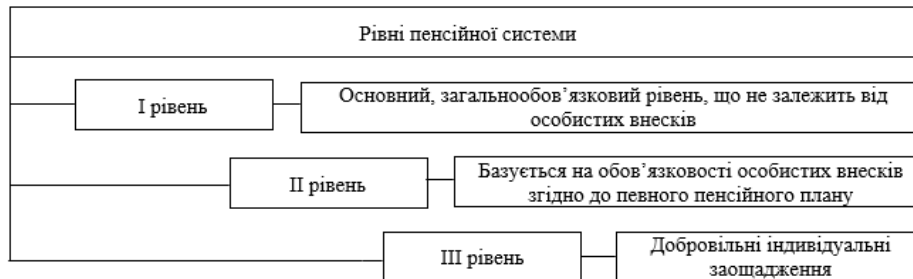 Рівні пенсійної системи
І рівень
Основний, загальнообов’язковий рівень, що не залежить від
особистих внесків
ІІ рівень
Базується на обов’язковості особистих внесків
згідно до певного пенсійного плану
ІІІ рівень
Добровільні індивідуальні
заощадження